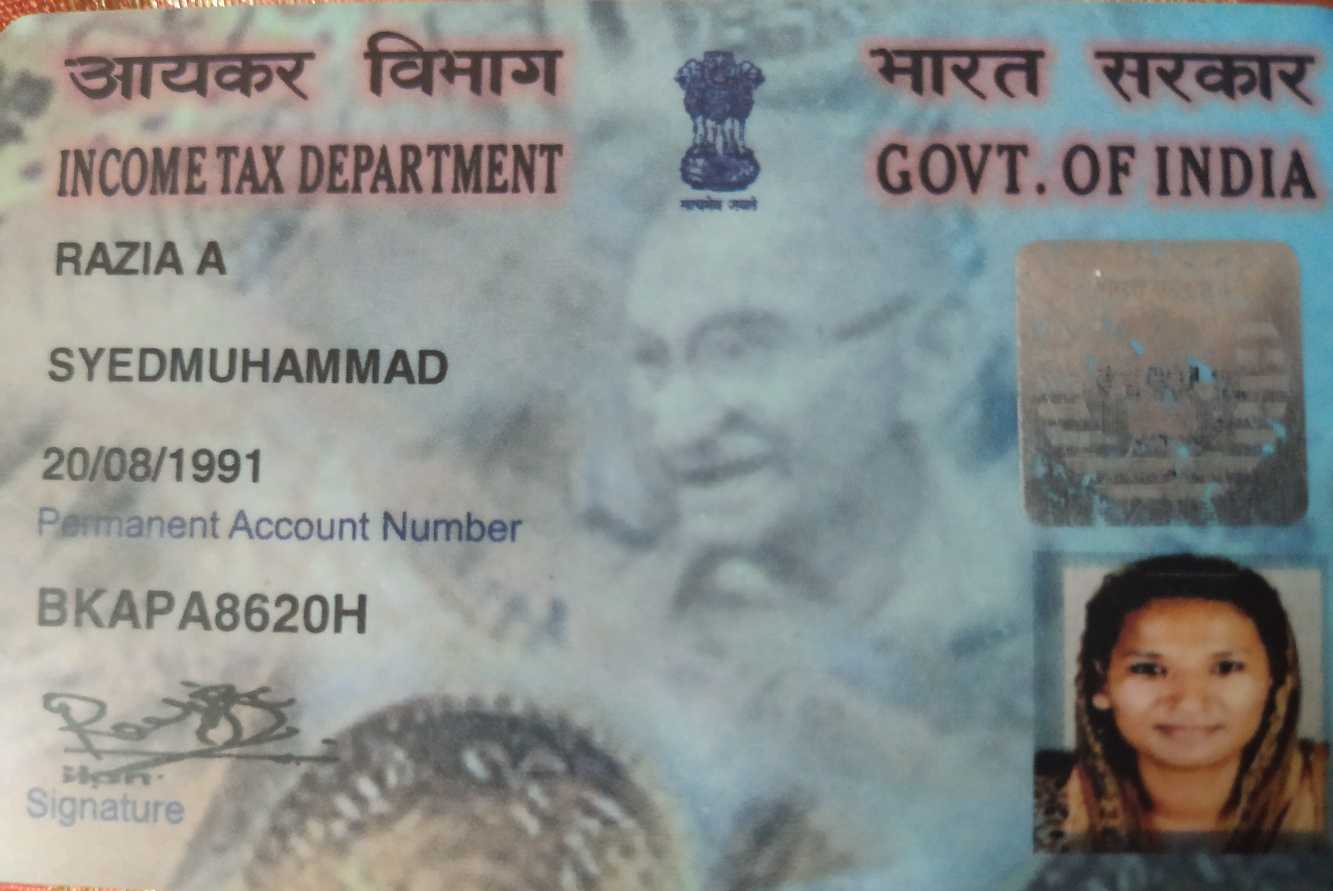 आयकर विभाग
INCOME TAX DEPARTMENT
भारत सरकार
GOVT. OF INDIA
सत्यमेव जयते
RAZIA A
SYEDMUHAMMAD
20/08/1991
Permanent Account Number
BKAPA8620H
Signature